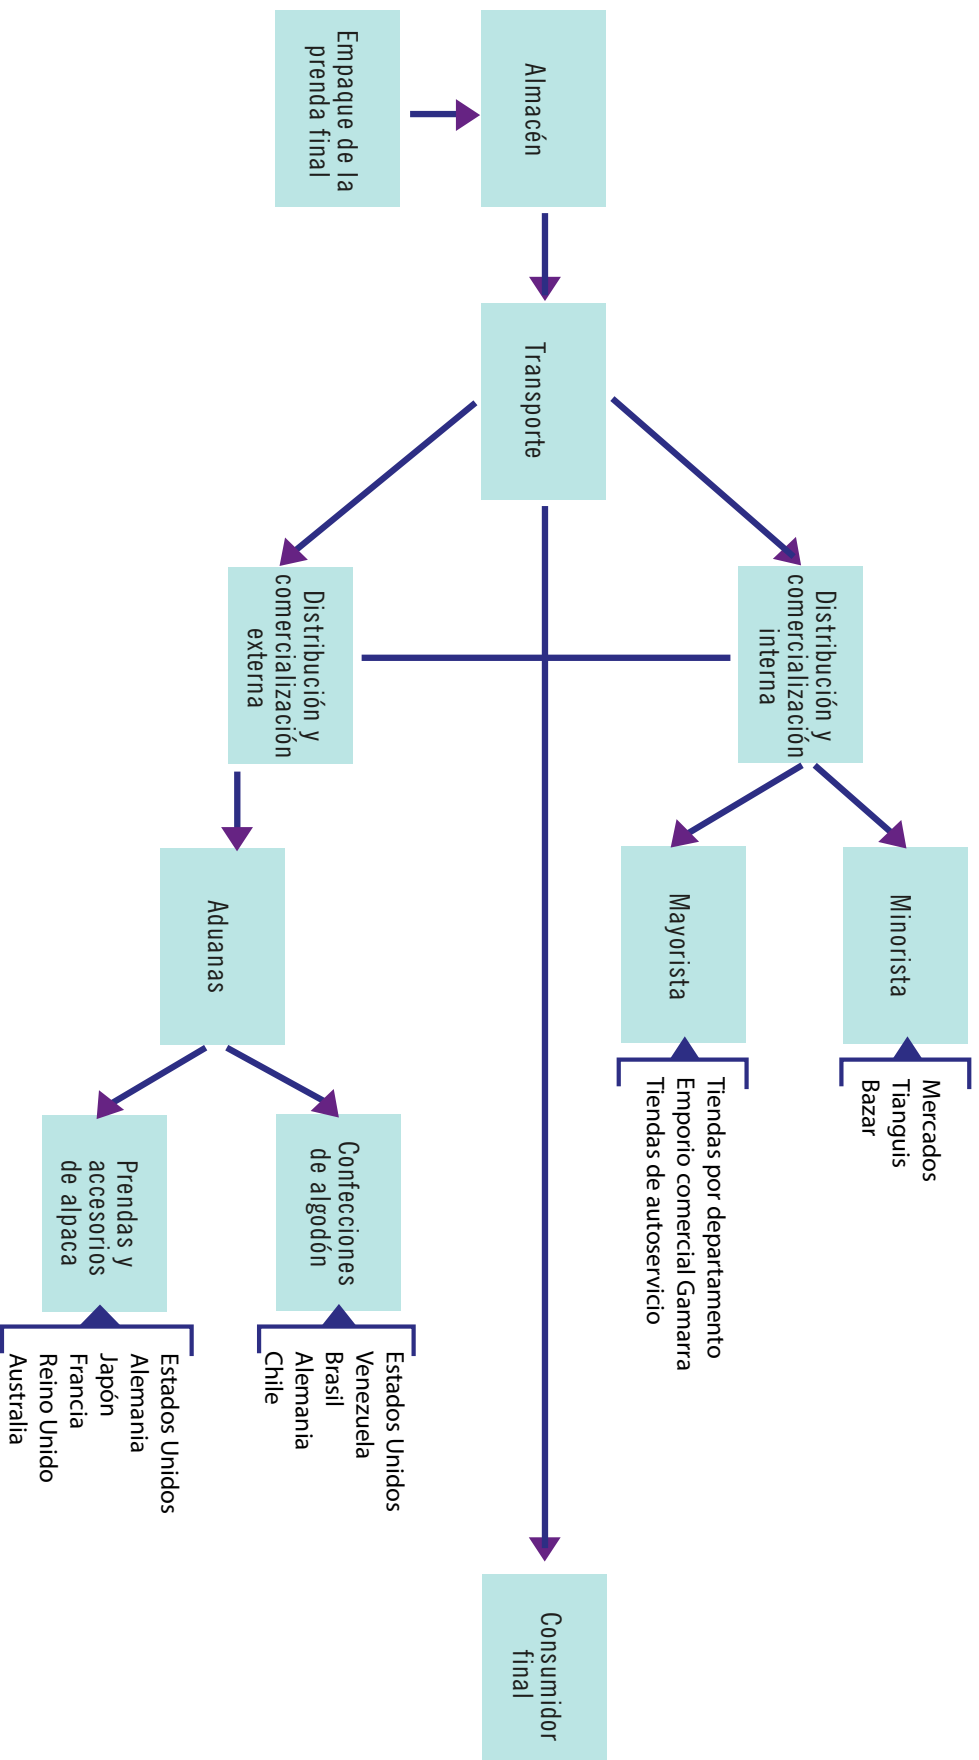 Empaque de la
prenda final
Almacén
Transporte
Distribución y
comercialización
interna
Minorista
Mercados
Tianguis
Bazar
Mayorista
Tiendas por departamento
Emporio comercial Gamarra
Tiendas de autoservicio
Distribución y
comercialización
externa
Aduanas
Confecciones
de algodón
Estados Unidos
Venezuela
Brasil
Alemania
Chile
Prendas y
accesorios
de alpaca
Estados Unidos
Alemania
Japón
Francia
Reino Unido
Australia
Consumidor
final